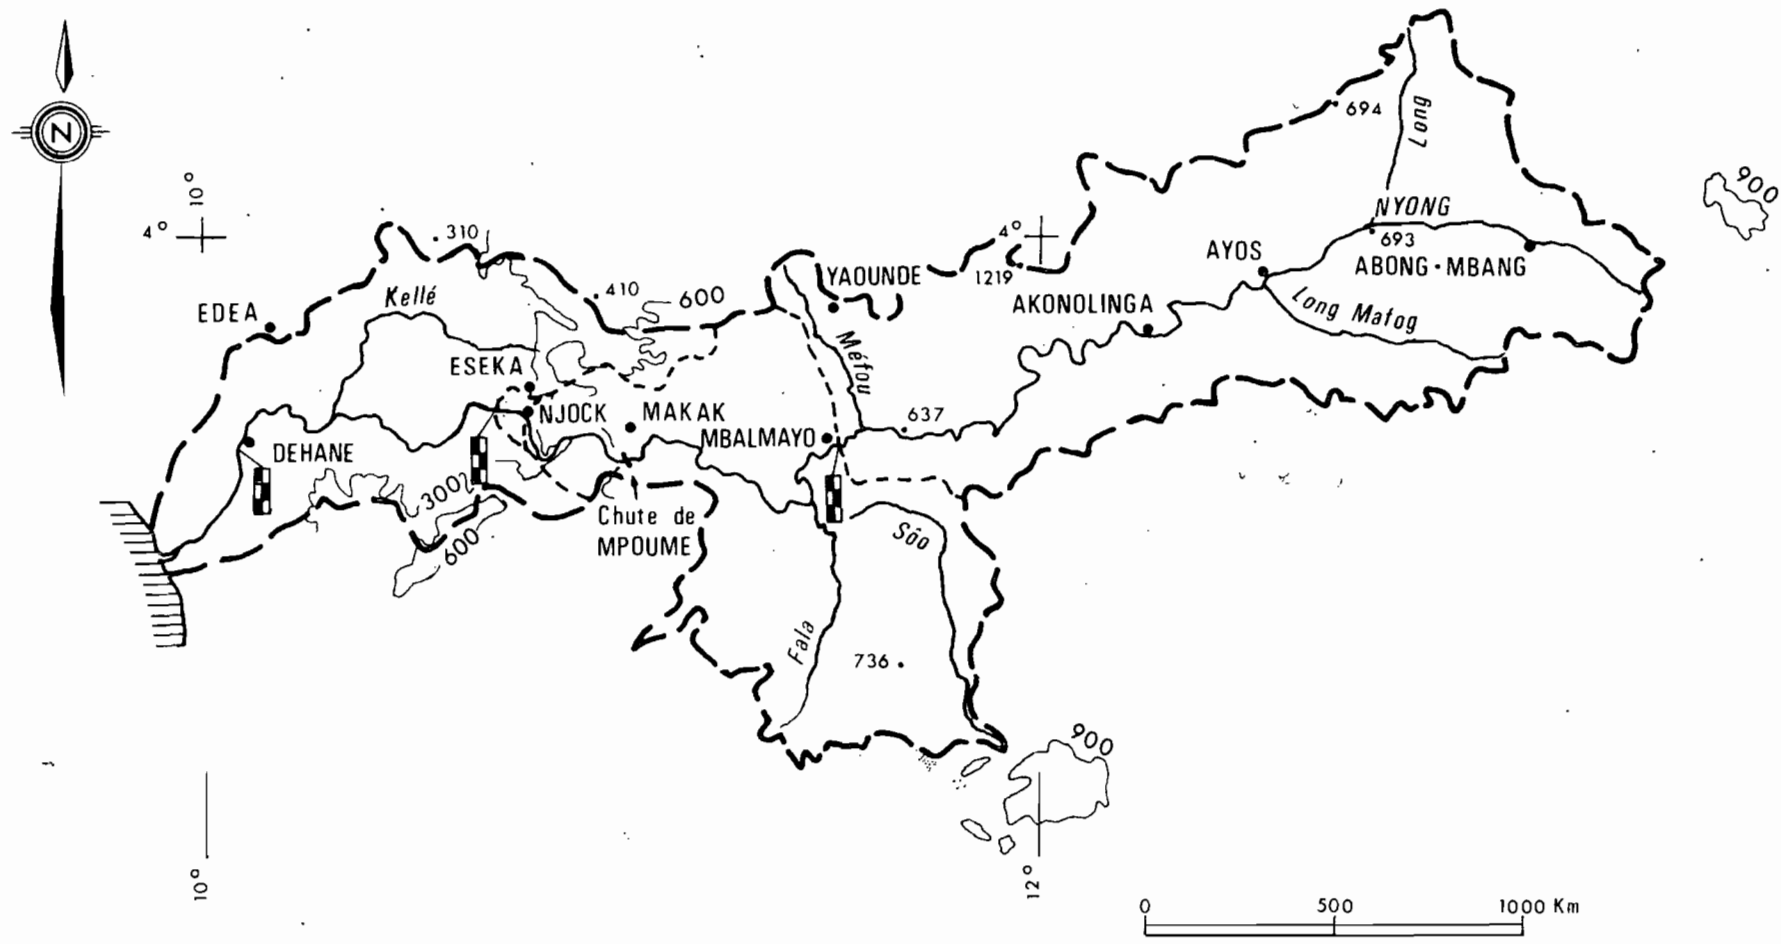 N
694
Long
10°
900
4°
310
4°
NYONG
693
AYOS
ABONG-MBANG
YAOUNDE
1219
410
600
Kellé
EDEA
AKONOLINGA
Long Mafog
Méfou
ESEKA
NJOCK
MAKAK
637
MBALMAYO
DEHANE
300
Chute de
MPOUME
600
Sôo
Fala
736
900
10°
12°
0 500 1000 Km